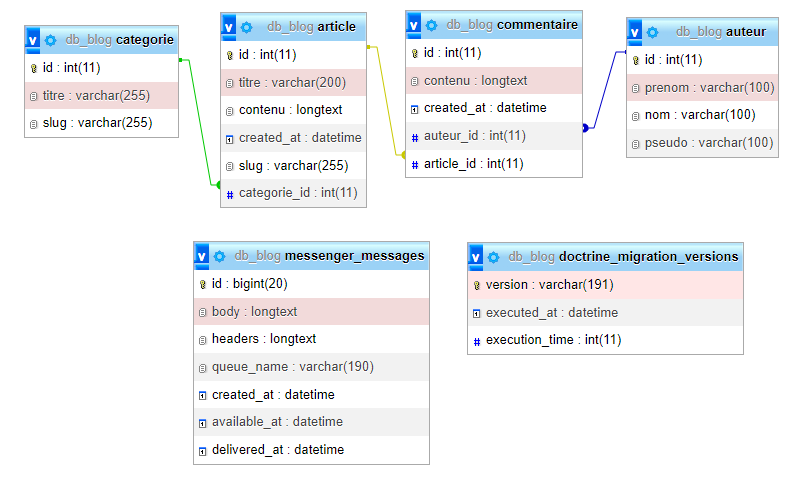 db_blog categorie
id : int(11)
titre : varchar(255)
slug : varchar(255)
db_blog article
id : int(11)
titre : varchar(200)
contenu : longtext
created_at : datetime
slug : varchar(255)
categorie_id : int(11)
db_blog commentaire
id : int(11)
contenu : longtext
created_at : datetime
auteur_id : int(11)
article_id : int(11)
db_blog auteur
id : int(11)
prenom : varchar(100)
nom : varchar(100)
pseudo : varchar(100)
db_blog messenger_messages
id : bigint(20)
body : longtext
headers : longtext
queue_name : varchar(190)
created_at : datetime
available_at : datetime
delivered_at : datetime
db_blog doctrine_migration_versions
version : varchar(191)
executed_at : datetime
execution_time : int(11)